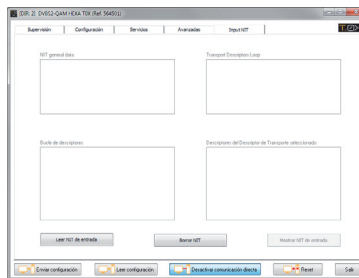 [DIR: 2] DVBS2-QAM HEXA T0X (Ref. 564501)
Supervisión Configuración Servicios Avanzadas Input NIT
NIT general data Transport Descriptors Loop
Bucle de descriptores Descriptores del Descriptor de Transporte seleccionado
Leer NIT de entrada Borrar NIT Mostrar NIT de entrada
Enviar configuración Leer configuración Desactivar comunicación directa Reset Salir